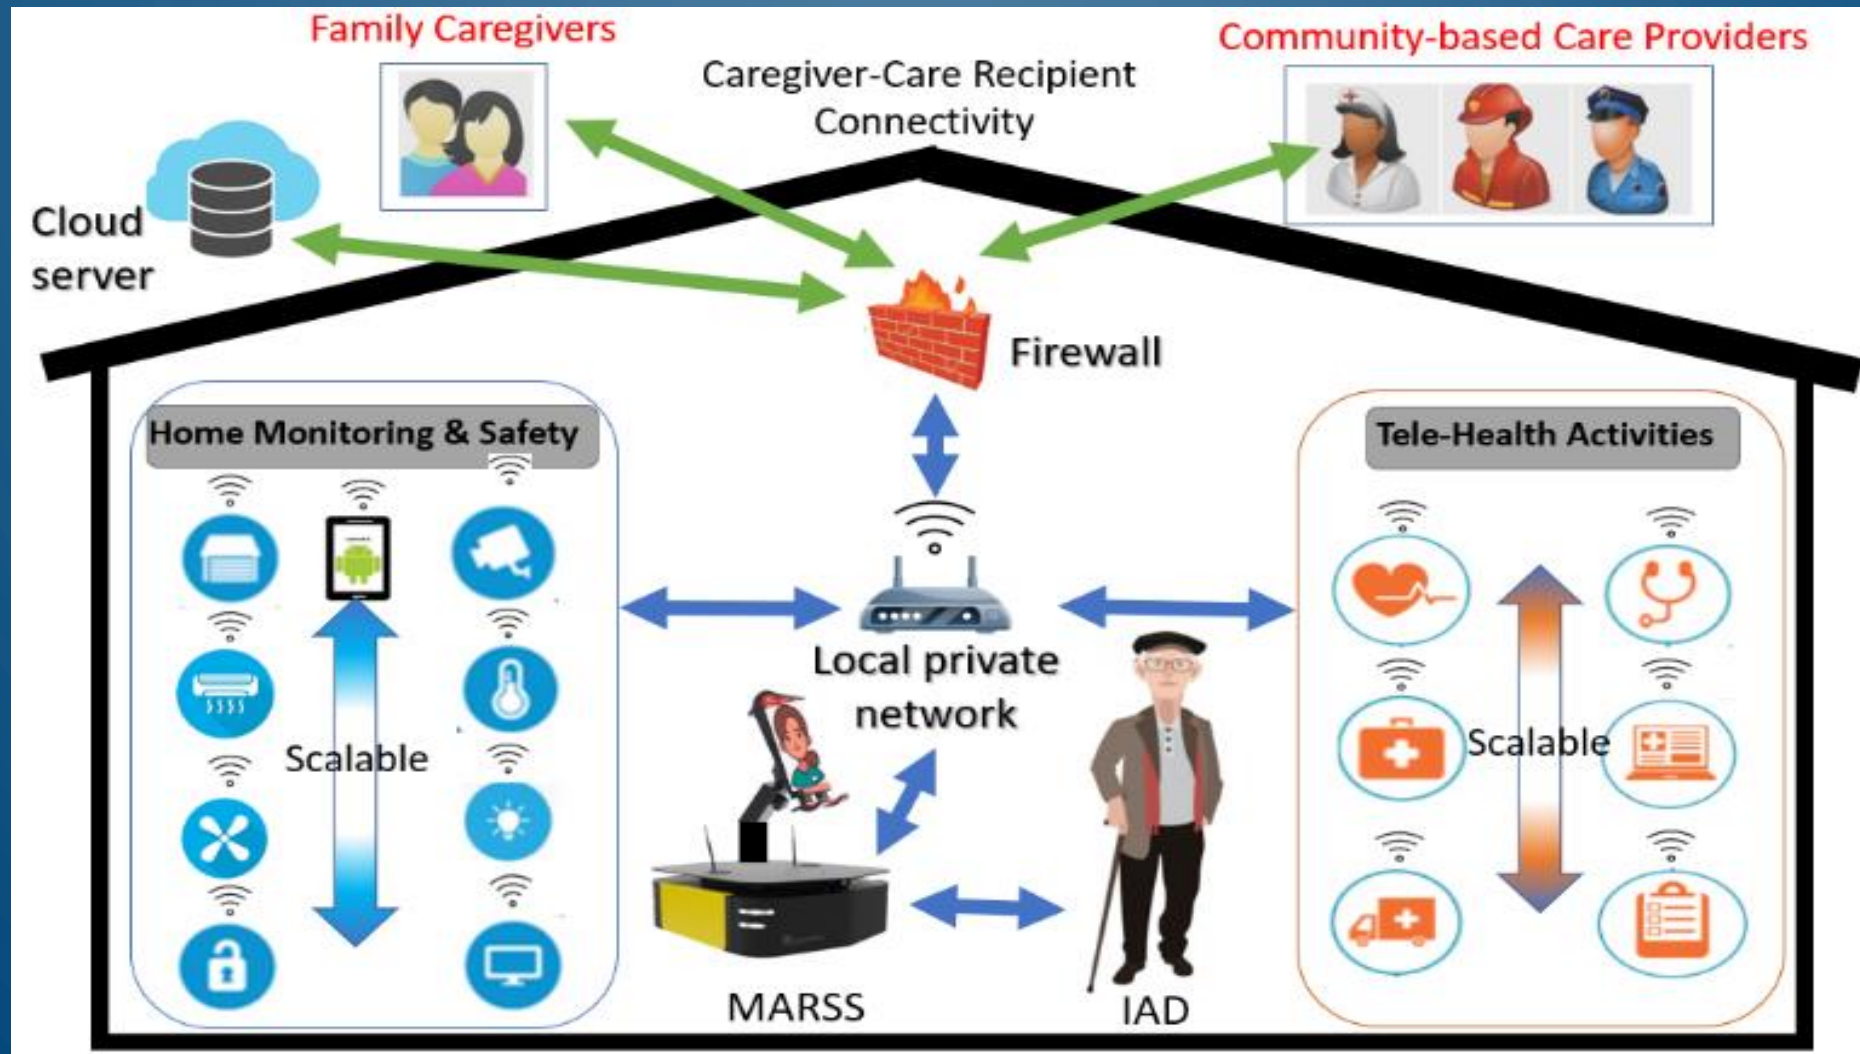 Family Caregivers
Community-based Care Providers
Caregiver-Care Recipient
Connectivity
Cloud
server
Firewall
Home Monitoring & Safety
Tele-Health Activities
Local private
network
Scalable
Scalable
MARSS
IAD